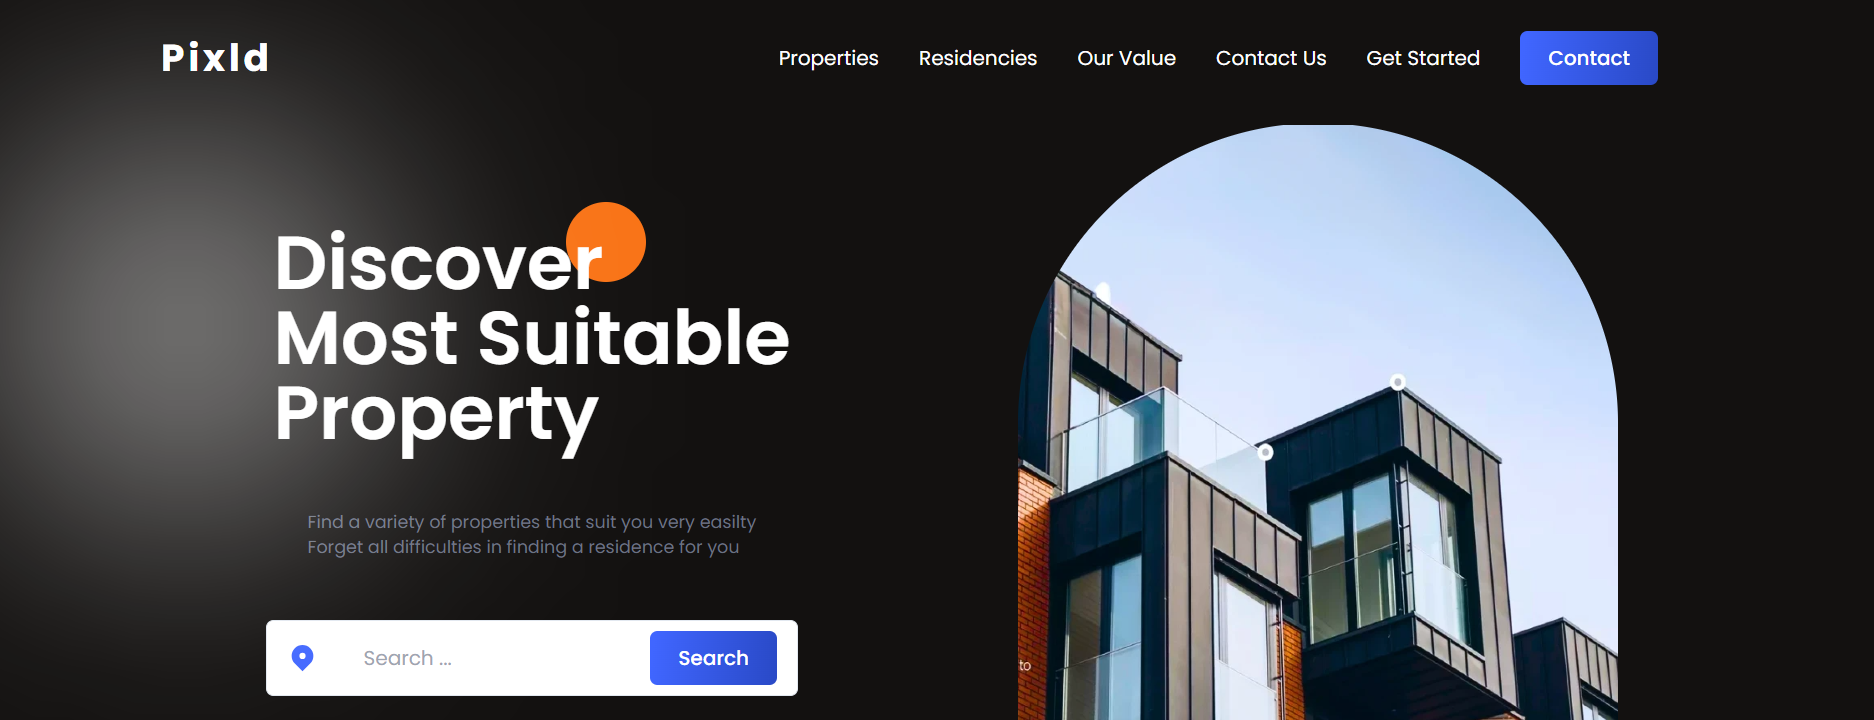 Pixld
Properties
Residencies
Our Value
Contact Us
Get Started
Contact
Discover
Most Suitable
Property
Find a variety of properties that suit you very easilty
Forget all difficulties in finding a residence for you
Search ...
Search
to